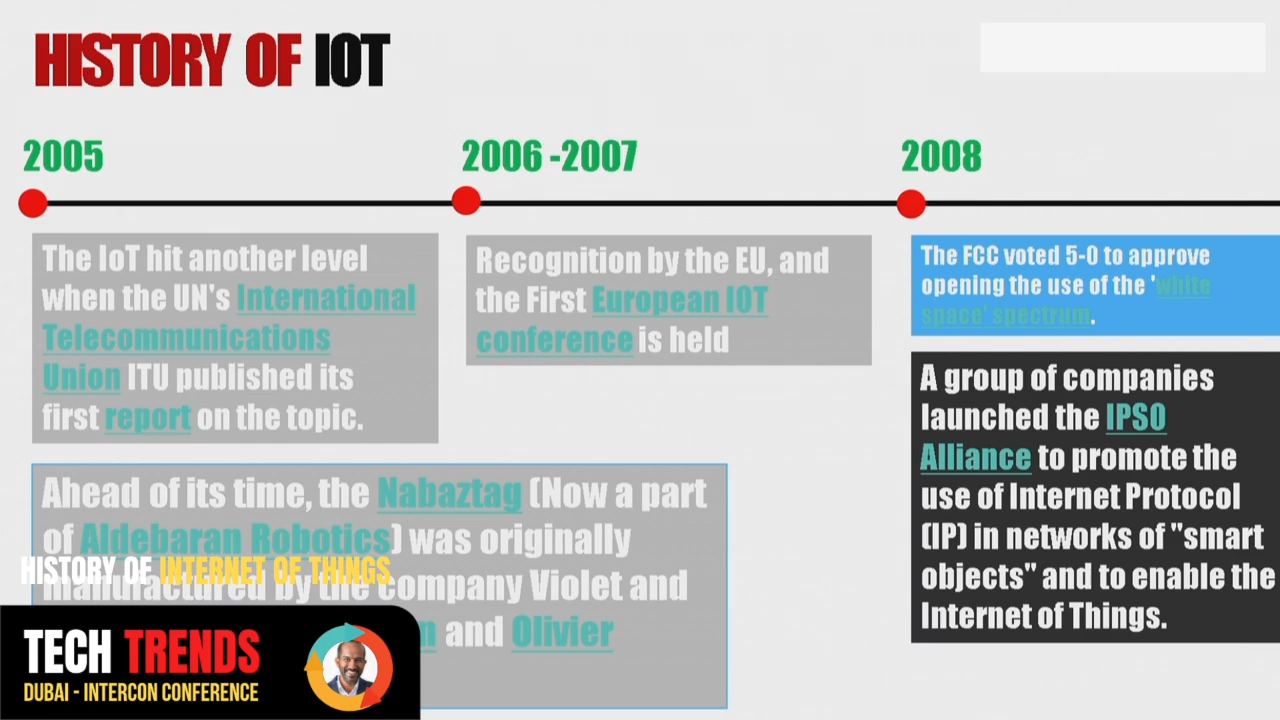 HISTORY OF IOT
2005
2006 -2007
2008
The IoT hit another level
when the UN's International
Telecommunications
Union ITU published its
first report on the topic.
Recognition by the EU, and
the First European IOT
conference is held
The FCC voted 5-0 to approve
opening the use of the 'white
space' spectrum.
A group of companies
launched the IPSO
Alliance to promote the
use of Internet Protocol
(IP) in networks of "smart
objects" and to enable the
Internet of Things.
Ahead of its time, the Nabaztag (Now a part
of Aldebaran Robotics) was originally
manufactured by the company Violet and
and Olivier
HISTORY OF INTERNET OF THINGS
TECH TRENDS
DUBAI - INTERCON CONFERENCE